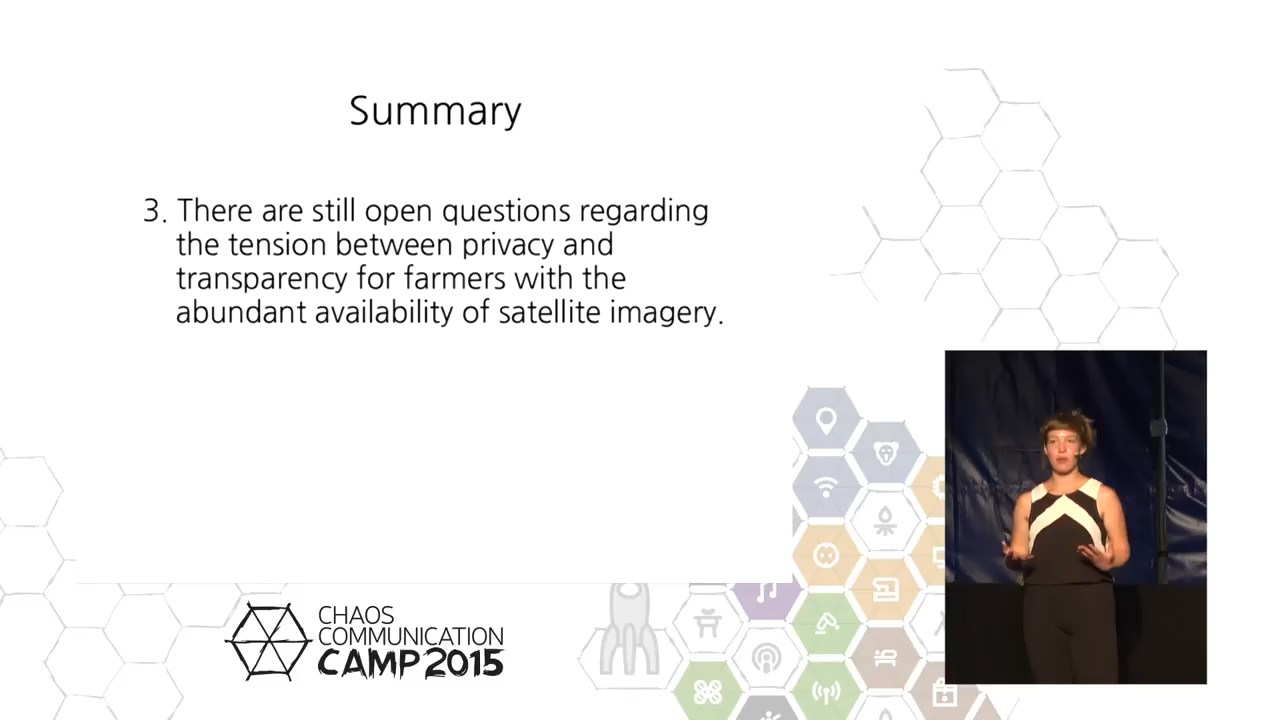 Summary
3. There are still open questions regarding
the tension between privacy and
transparency for farmers with the
abundant availability of satellite imagery.
CHAOS
COMMUNICATION
CAMP 2015